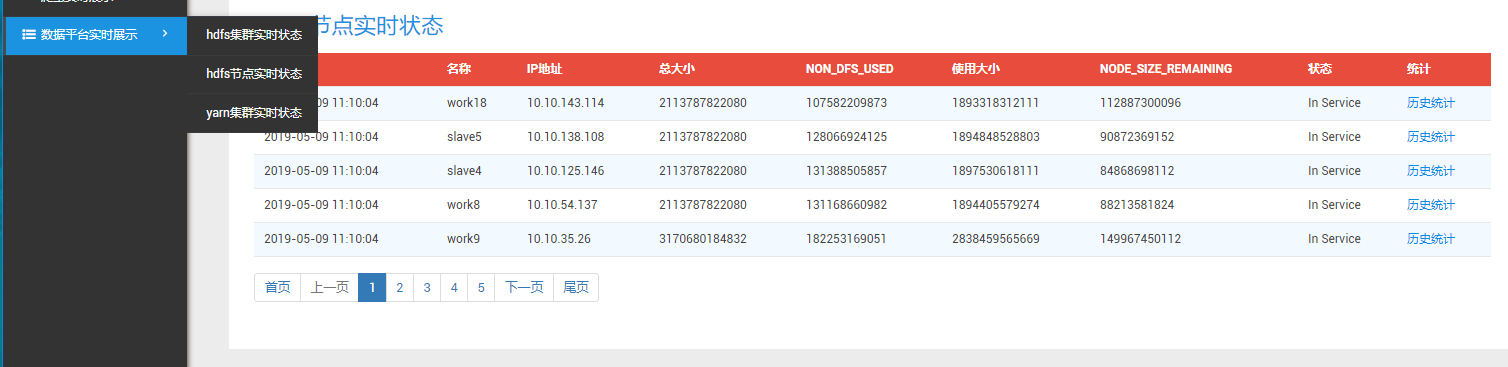 数据平台实时展示
hdfs集群实时状态
hdfs节点实时状态
yarn集群实时状态
节点实时状态
名称 IP地址 总大小 NON_DFS_USED 使用大小 NODE_SIZE_REMAINING 状态 统计
09 11:10:04 work18 10.10.143.114 2113787822080 107582209873 1893318312111 112887300096 In Service 历史统计
2019-05-09 11:10:04 slave5 10.10.138.108 2113787822080 128066924125 1894848528803 90872369152 In Service 历史统计
2019-05-09 11:10:04 slave4 10.10.125.146 2113787822080 131388505857 1897530618111 84868698112 In Service 历史统计
2019-05-09 11:10:04 work8 10.10.54.137 2113787822080 131168660982 1894405579274 88213581824 In Service 历史统计
2019-05-09 11:10:04 work9 10.10.35.26 3170680184832 182253169051 2838459565669 149967450112 In Service 历史统计
首页 上一页 1 2 3 4 5 下一页 尾页